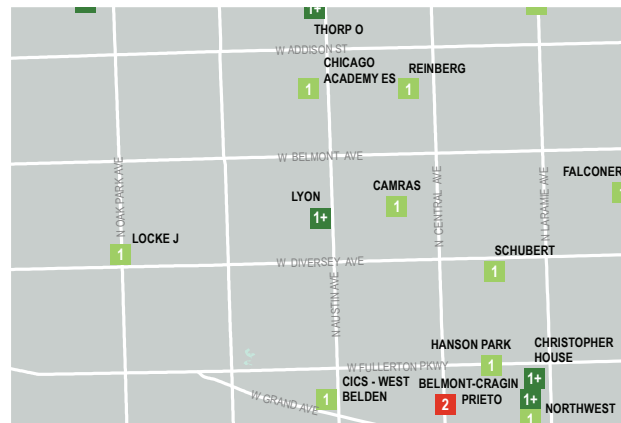 1+
THORP O
W ADDISON ST
CHICAGO
ACADEMY ES
REINBERG
1
1
W BELMONT AVE
N OAK PARK AVE
N CENTRAL AVE
N LARAMIE AVE
FALCONER
1
CAMRAS
1
LYON
1+
LOCKE J
1
SCHUBERT
1
W DIVERSEY AVE
N AUSTIN AVE
HANSON PARK
1
CHRISTOPHER
HOUSE
1+
W FULLERTON PKWY
W GRAND AVE
CICS - WEST
BELDEN
1
BELMONT-CRAGIN
PRIETO
2
1+
NORTHWEST
1